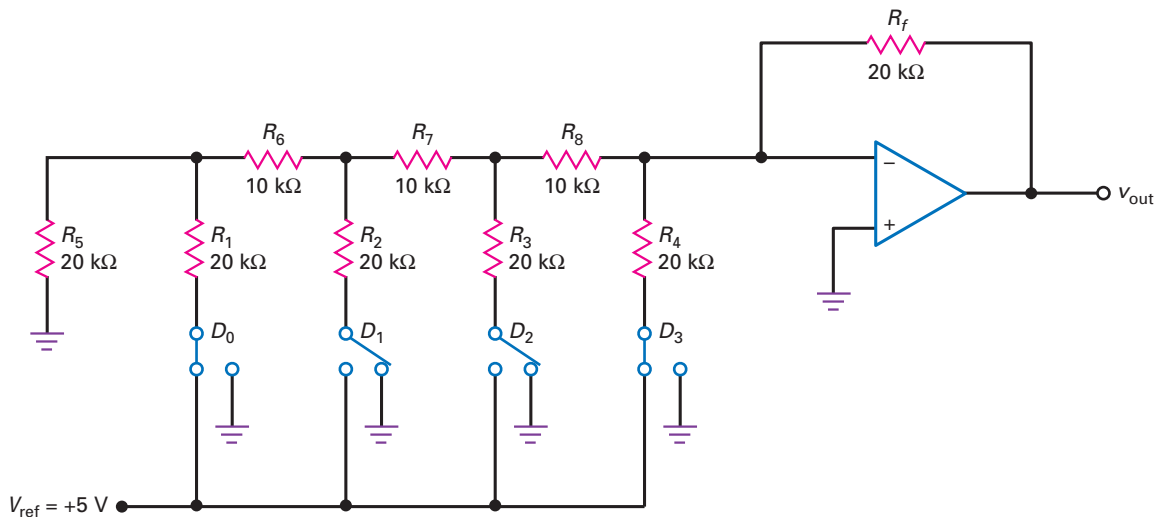 R_f
20 kΩ
R_6
R_7
R_8
10 kΩ
10 kΩ
10 kΩ
−
+
v_out
R_5
20 kΩ
R_1
20 kΩ
R_2
20 kΩ
R_3
20 kΩ
R_4
20 kΩ
D_0
D_1
D_2
D_3
V_ref = +5 V